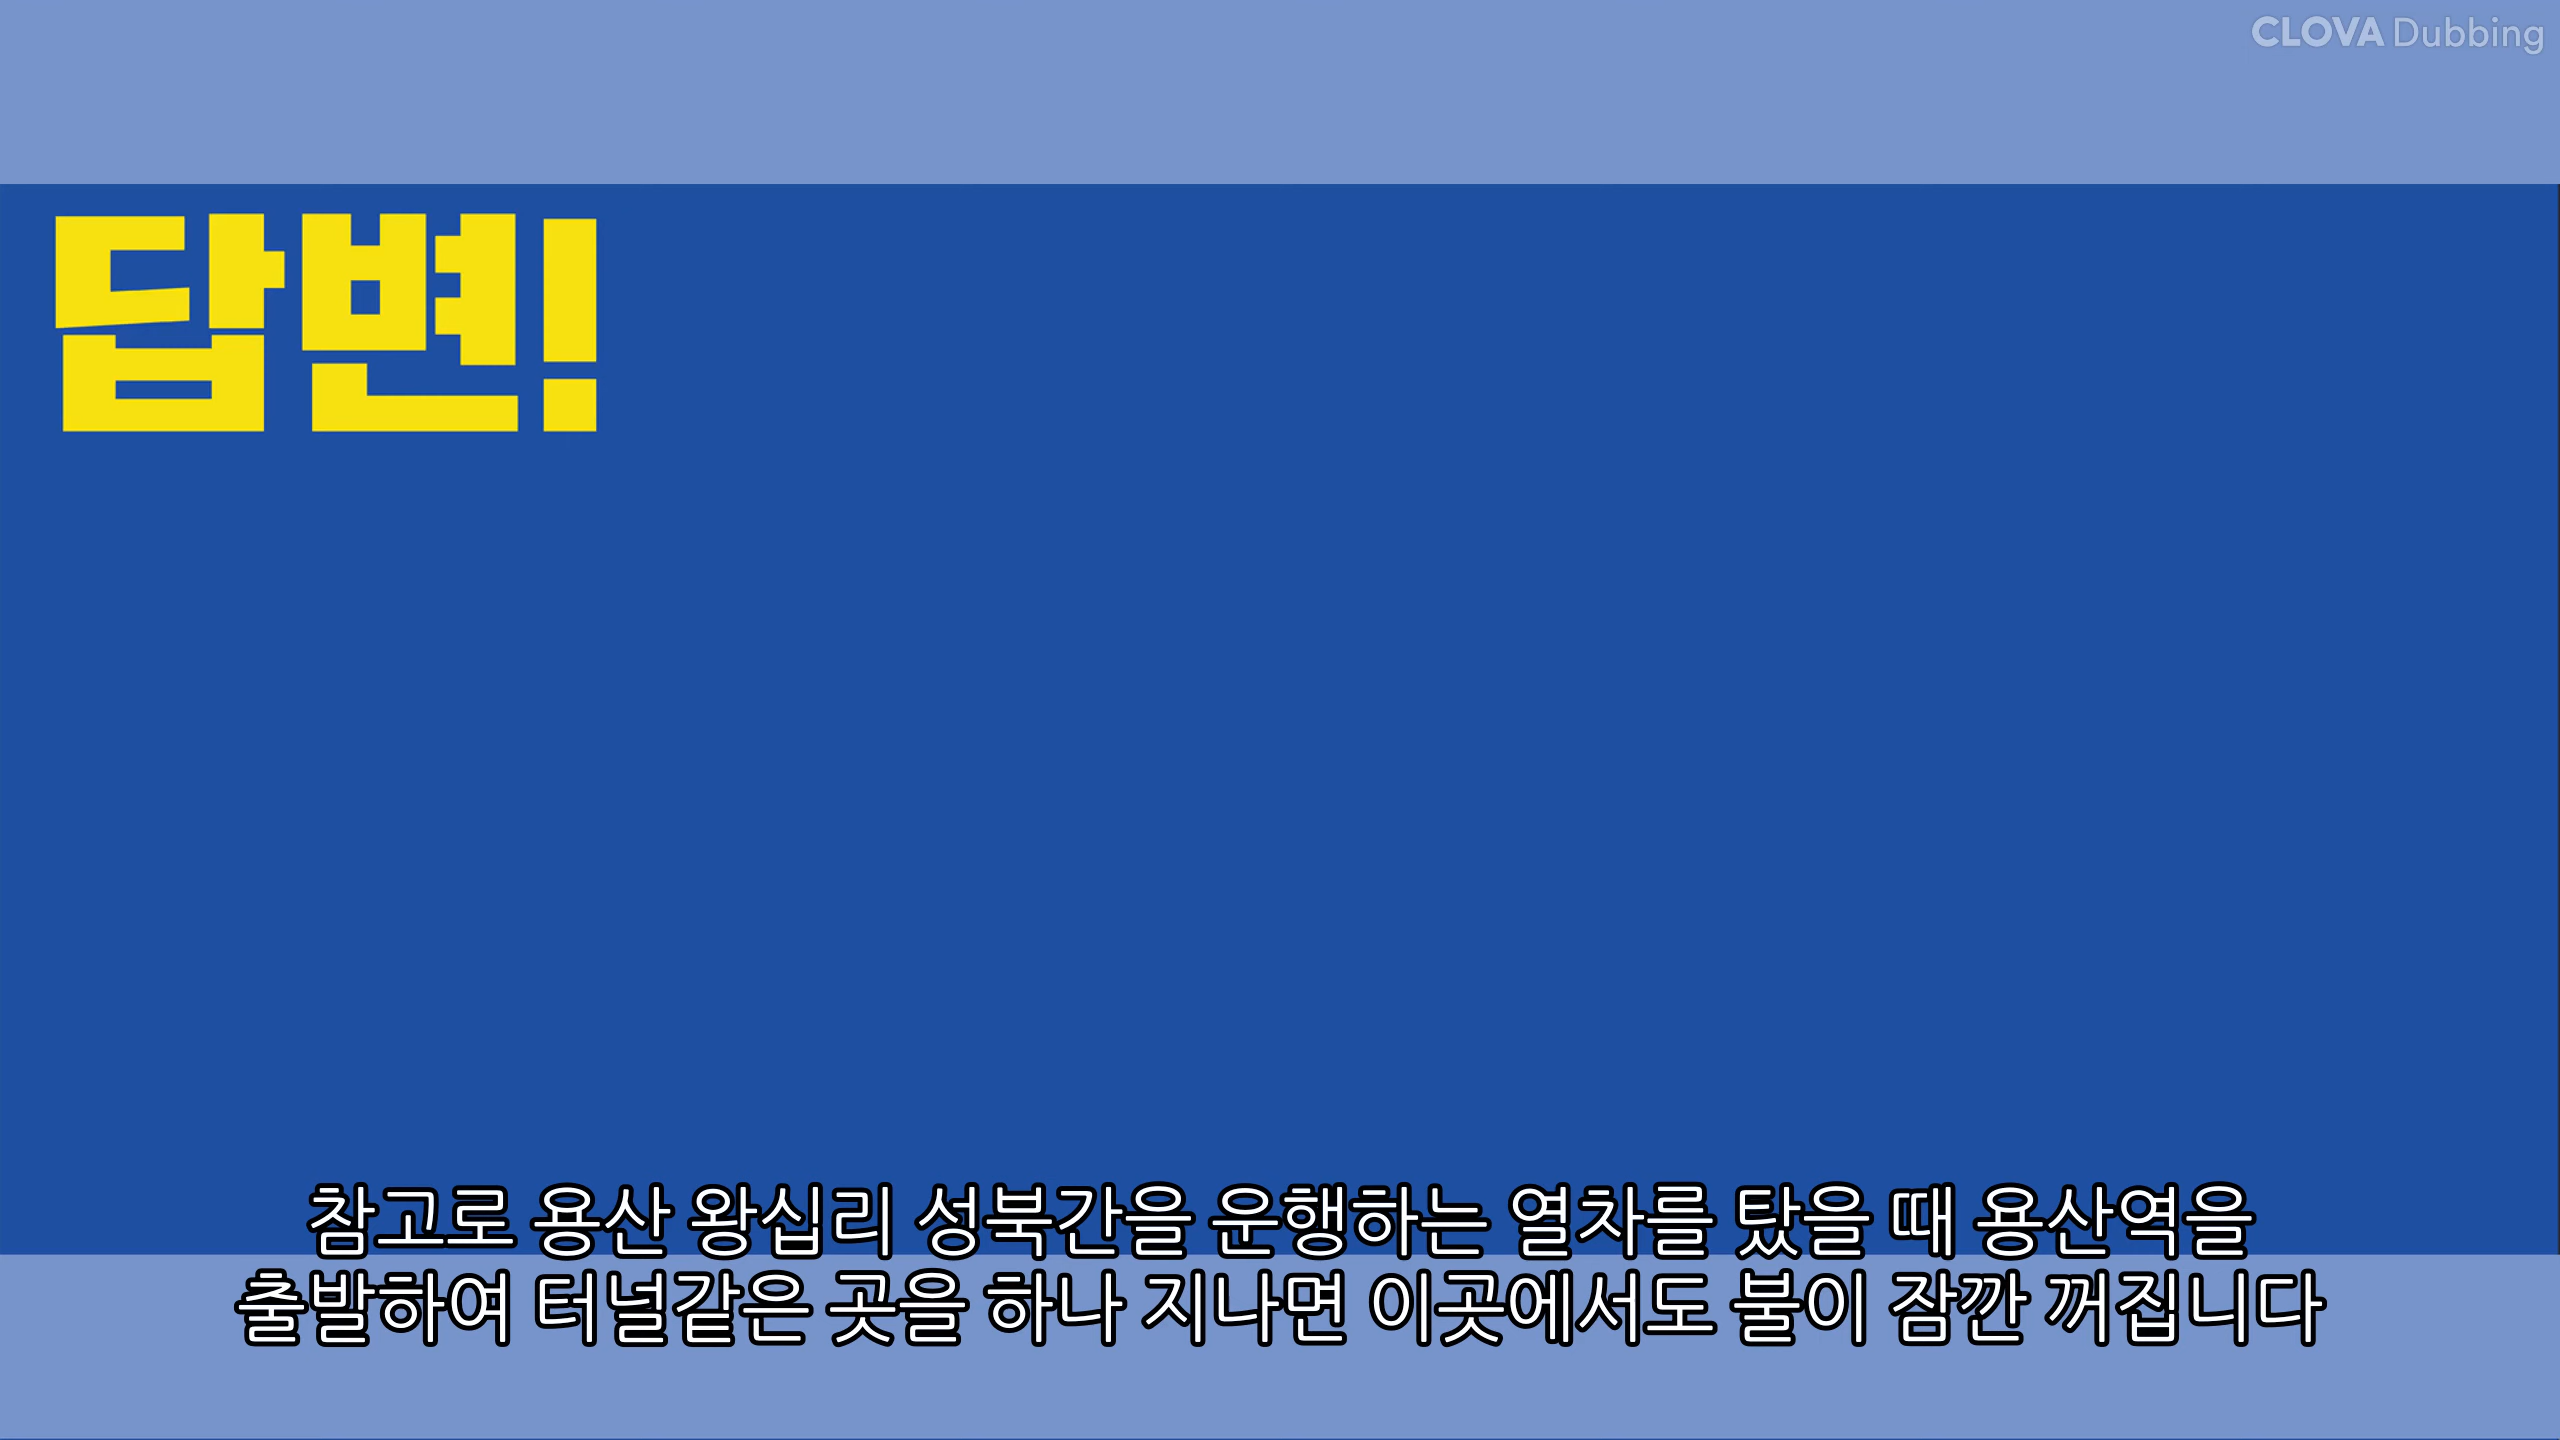 CLOVA Dubbing
답변!
참고로 용산 왕십리 성북간을 운행하는 열차를 탔을 때 용산역을
출발하여 터널같은 곳을 하나 지나면 이곳에서도 불이 잠깐 꺼집니다